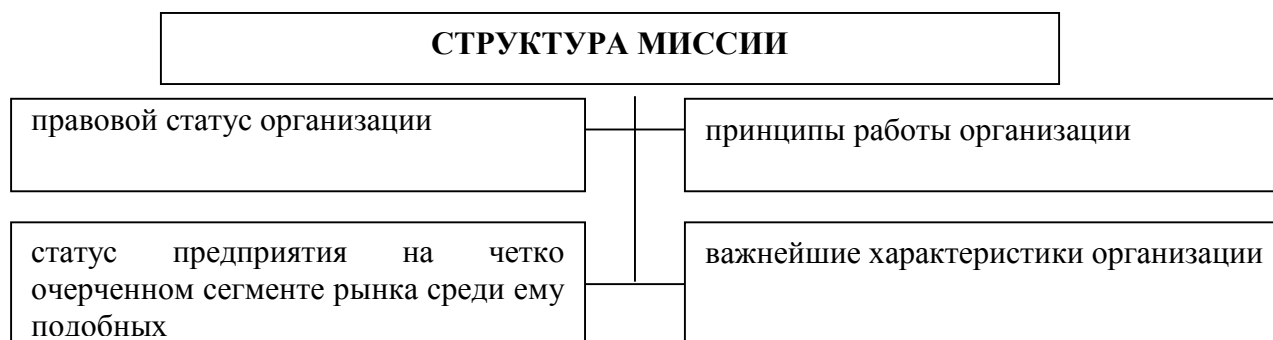 СТРУКТУРА МИССИИ
правовой статус организации
принципы работы организации
статус предприятия на четко
очерченном сегменте рынка среди ему
подобных
важнейшие характеристики организации